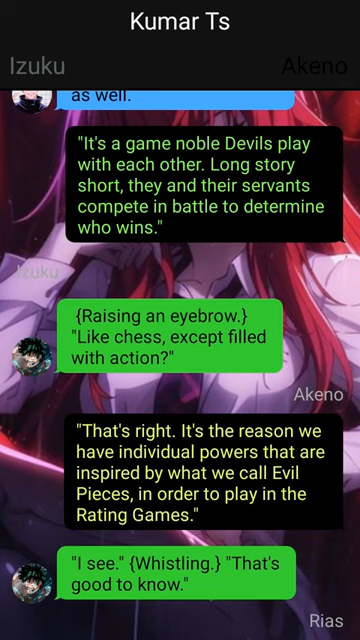 Kumar Ts
Izuku
Akeno
as well.
"It's a game noble Devils play
with each other. Long story
short, they and their servants
compete in battle to determine
who wins."
Izuku
{Raising an eyebrow.}
"Like chess, except filled
with action?"
Akeno
"That's right. It's the reason we
have individual powers that are
inspired by what we call Evil
Pieces, in order to play in the
Rating Games."
"I see." {Whistling.} "That's
good to know."
Rias